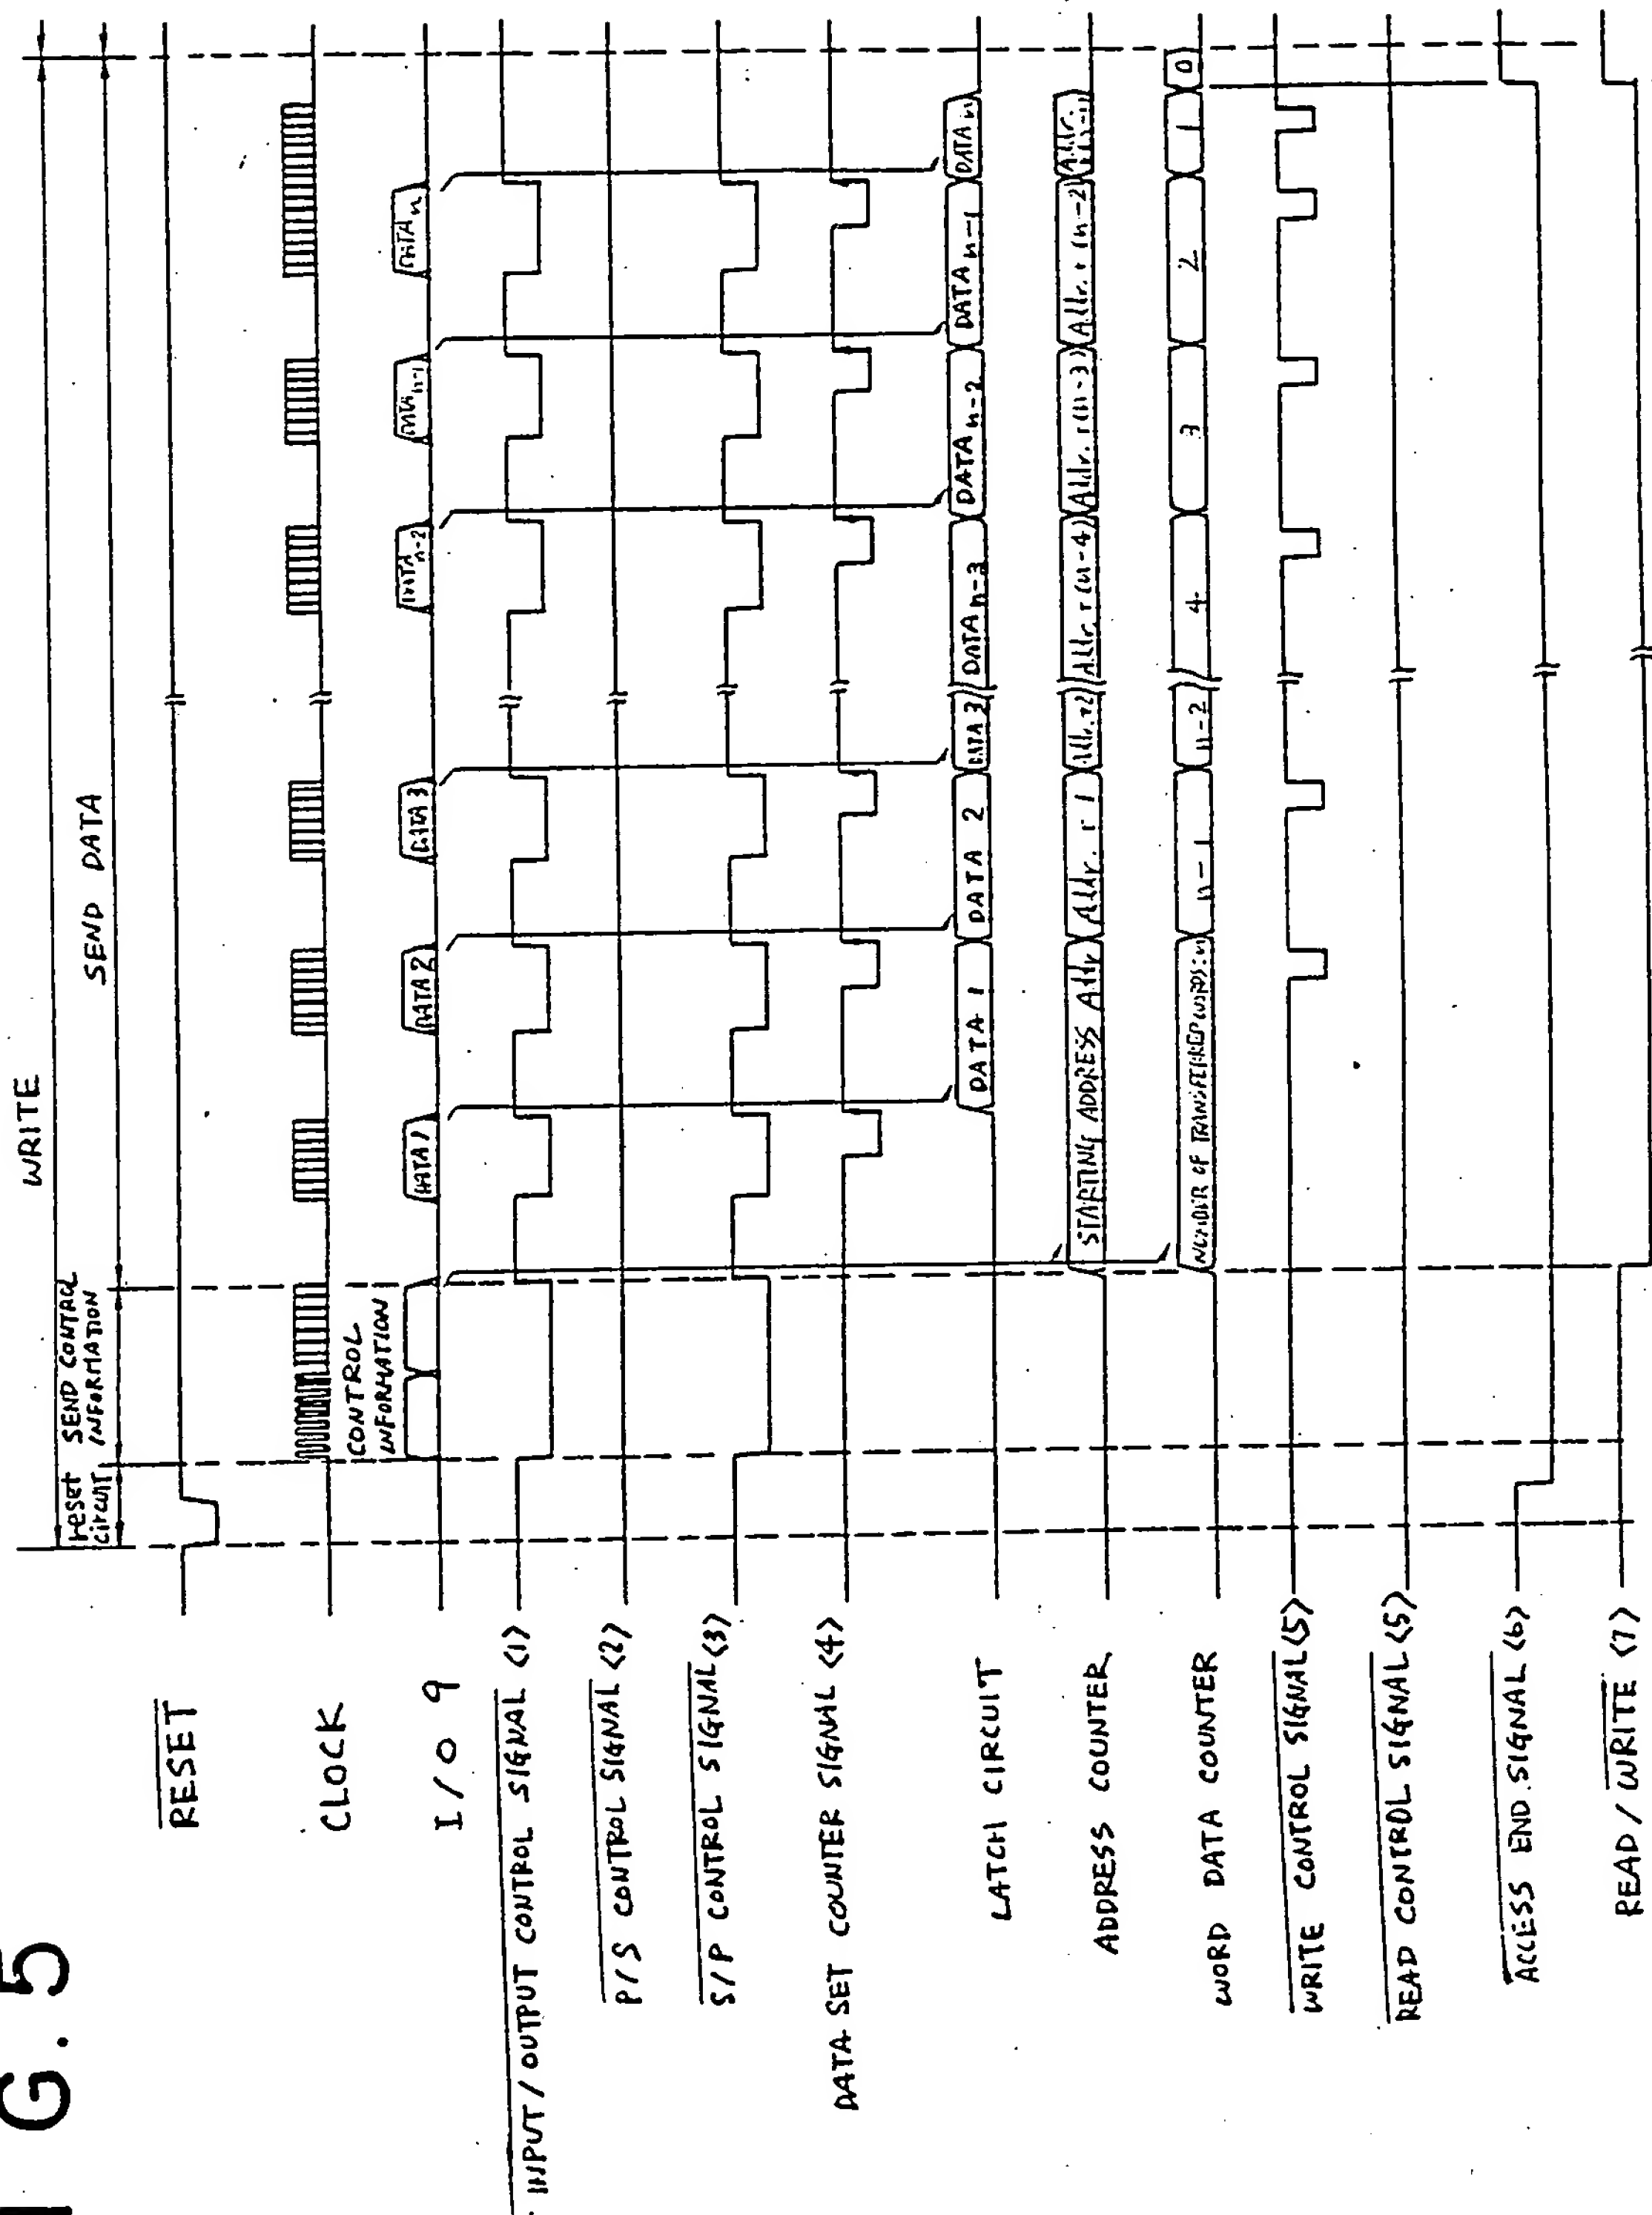 I G . 5
WRITE
reset circuit
SEND CONTROL INFORMATION
SEND DATA
RESET
CLOCK
CONTROL INFORMATION
I/O 9
DATA1
DATA2
DATA3
DATA n-2
DATA n-1
DATA n
INPUT/OUTPUT CONTROL SIGNAL <1>
P/S CONTROL SIGNAL <2>
S/P CONTROL SIGNAL <3>
DATA SET COUNTER SIGNAL <4>
LATCH CIRCUIT
DATA 1
DATA 2
DATA 3
DATA n-3
DATA n-2
DATA n-1
DATA n
ADDRESS COUNTER
STARTING ADDRESS Addr
Addr. + 1
Addr. +2
Addr. + (n-4)
Addr. + (n-3)
Addr. + (n-2)
WORD DATA COUNTER
NUMBER OF TRANSFERRED WORDS: n
n-1
n-2
4
3
2
1
0
WRITE CONTROL SIGNAL <5>
READ CONTROL SIGNAL <5>
ACCESS END SIGNAL <6>
READ / WRITE <7>